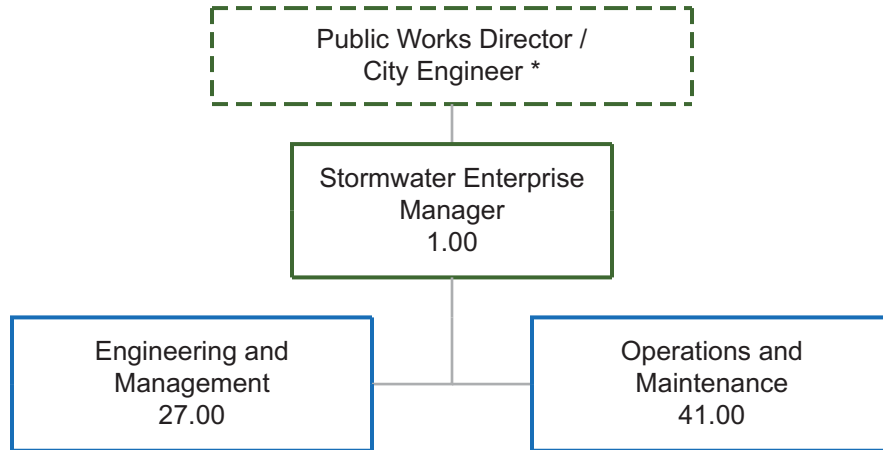 Public Works Director /
City Engineer *
Stormwater Enterprise
Manager
1.00
Engineering and
Management
27.00
Operations and
Maintenance
41.00